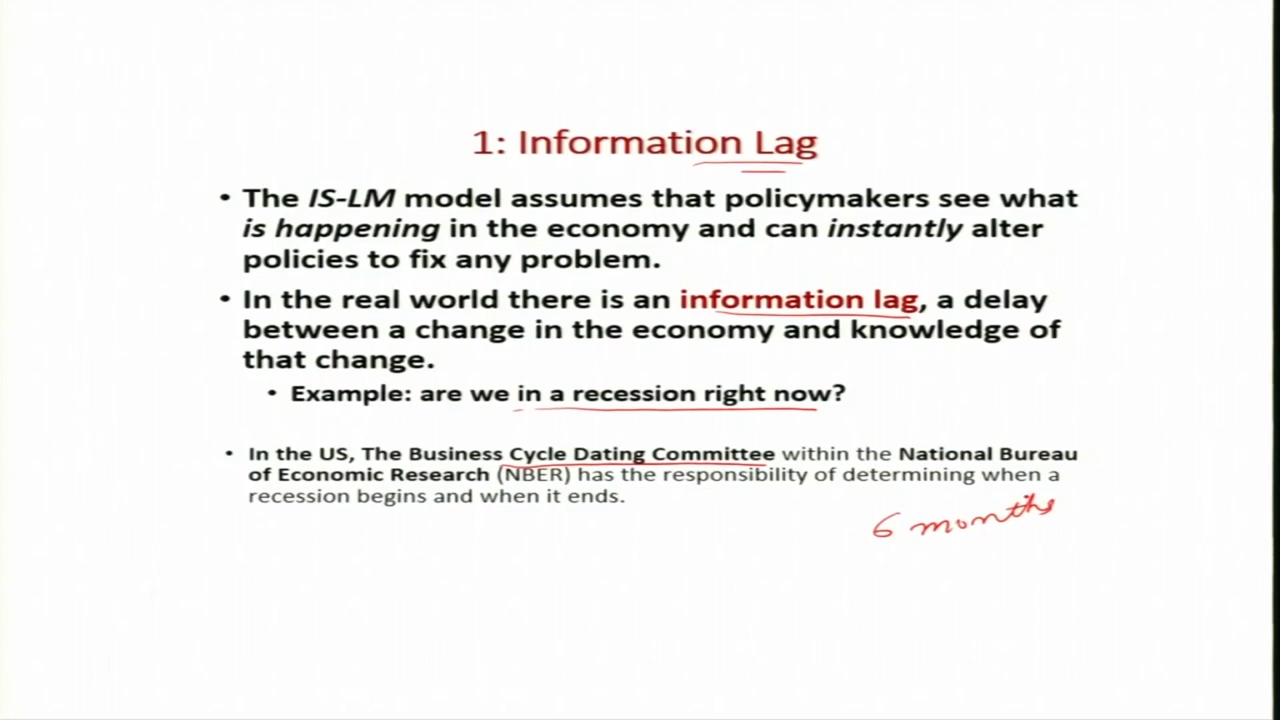 1: Information Lag
• The IS-LM model assumes that policymakers see what
is happening in the economy and can instantly alter
policies to fix any problem.
• In the real world there is an information lag, a delay
between a change in the economy and knowledge of
that change.
• Example: are we in a recession right now?
• In the US, The Business Cycle Dating Committee within the National Bureau
of Economic Research (NBER) has the responsibility of determining when a
recession begins and when it ends.
6 months